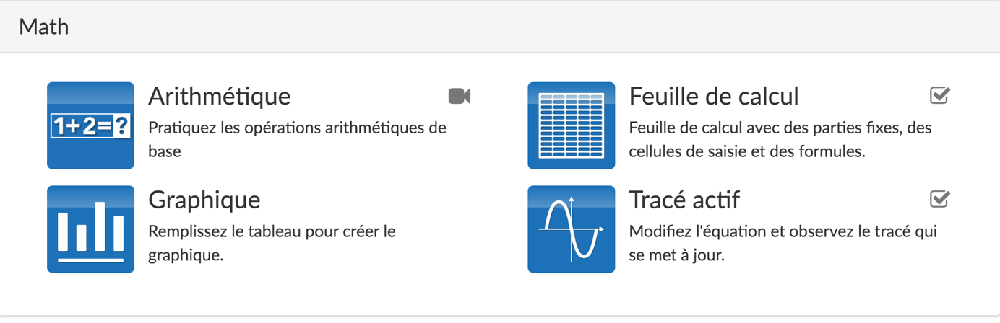 Math
1+2=?
Arithmétique
Pratiquez les opérations arithmétiques de
base
Feuille de calcul
Feuille de calcul avec des parties fixes, des
cellules de saisie et des formules.
Graphique
Remplissez le tableau pour créer le
graphique.
Tracé actif
Modifiez l'équation et observez le tracé qui
se met à jour.